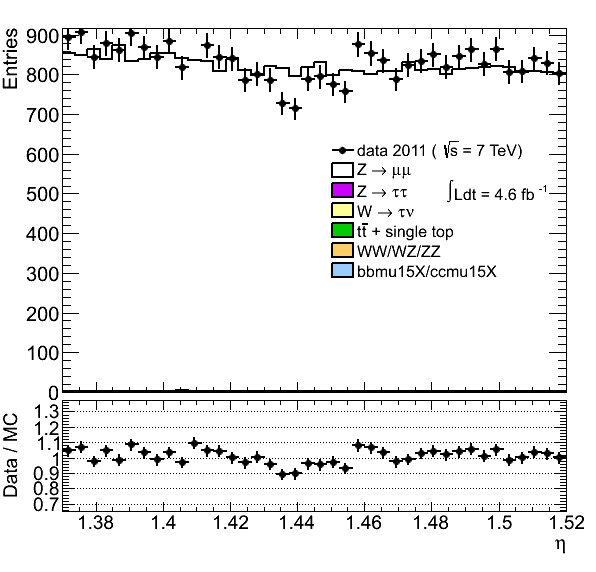 Entries
900
800
700
600
500
400
300
200
100
0
data 2011 ( √s = 7 TeV)
Z → μμ
Z → ττ
∫Ldt = 4.6 fb⁻¹
W → τν
tt̅ + single top
WW/WZ/ZZ
bbmu15X/ccmu15X
Data / MC
1.3
1.2
1.1
1
0.9
0.8
0.7
1.38 1.4 1.42 1.44 1.46 1.48 1.5 1.52
η